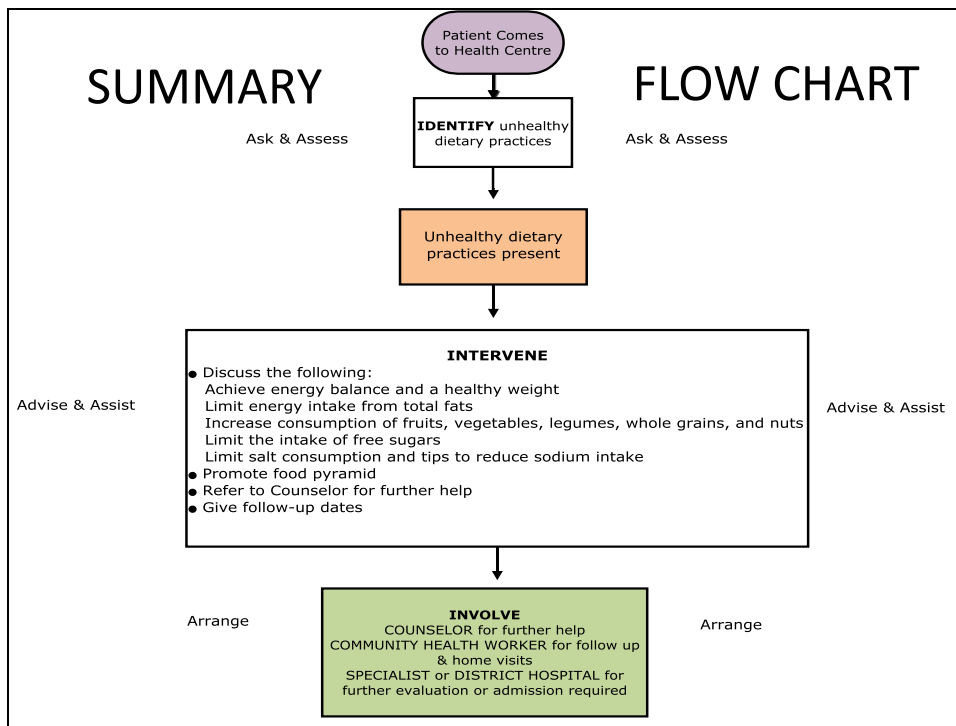 Patient Comes
to Health Centre
SUMMARY
FLOW CHART
IDENTIFY unhealthy
dietary practices
Ask & Assess
Ask & Assess
Unhealthy dietary
practices present
INTERVENE
● Discuss the following:
Achieve energy balance and a healthy weight
Limit energy intake from total fats
Increase consumption of fruits, vegetables, legumes, whole grains, and nuts
Limit the intake of free sugars
Limit salt consumption and tips to reduce sodium intake
● Promote food pyramid
● Refer to Counselor for further help
● Give follow-up dates
Advise & Assist
Advise & Assist
Arrange
Arrange
INVOLVE
COUNSELOR for further help
COMMUNITY HEALTH WORKER for follow up
& home visits
SPECIALIST or DISTRICT HOSPITAL for
further evaluation or admission required